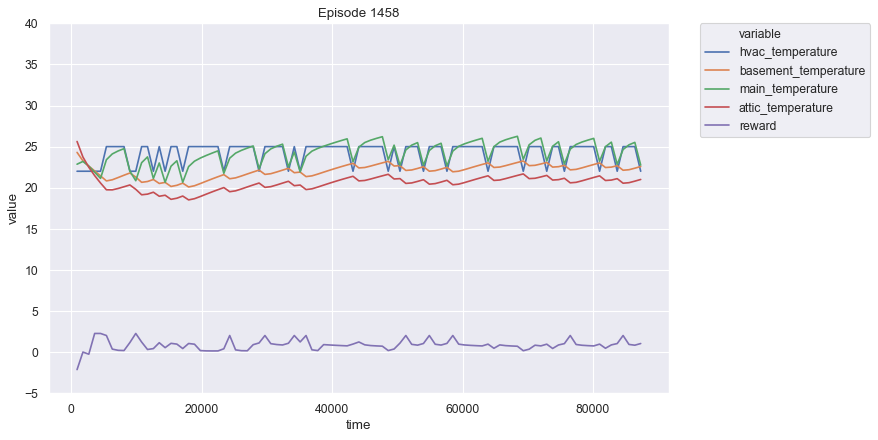 Episode 1458
40
35
30
25
20
15
10
5
0
−5
value
0 20000 40000 60000 80000
time
variable
hvac_temperature
basement_temperature
main_temperature
attic_temperature
reward